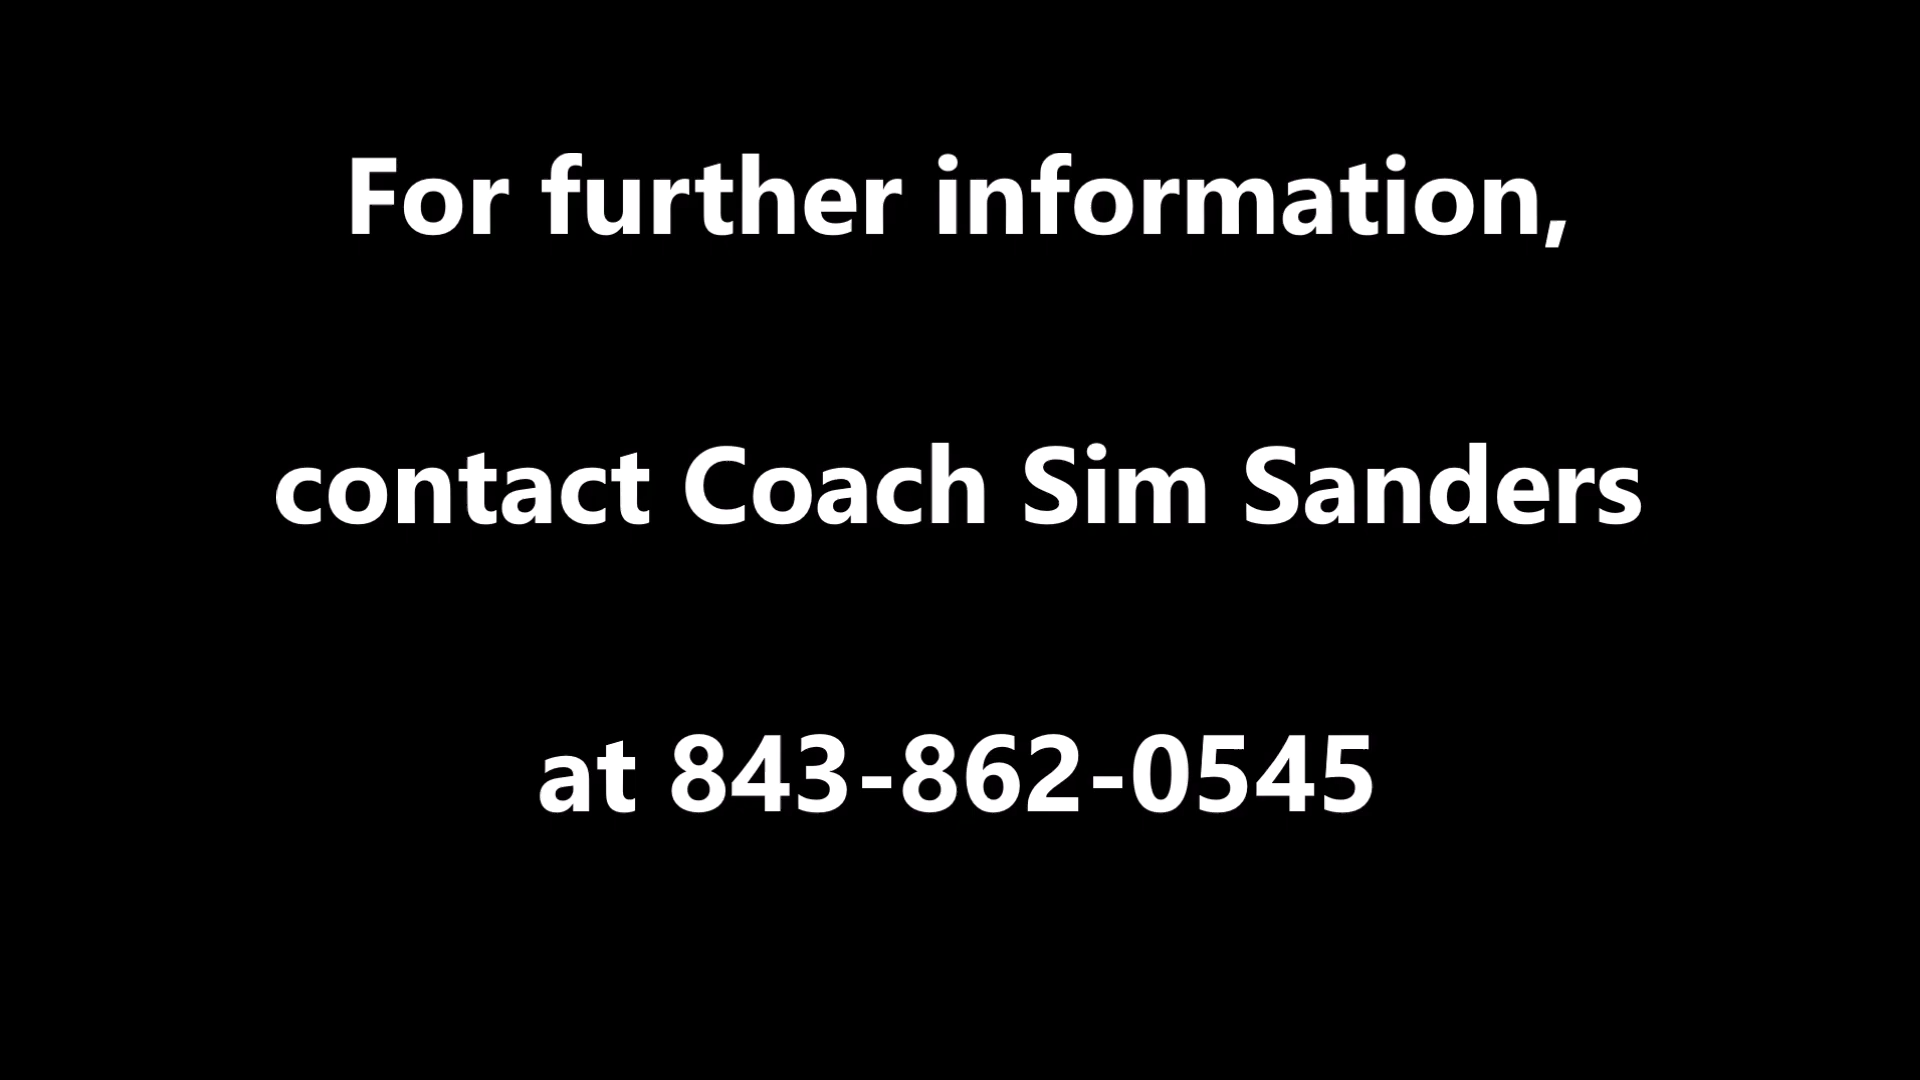 For further information,
contact Coach Sim Sanders
at 843-862-0545